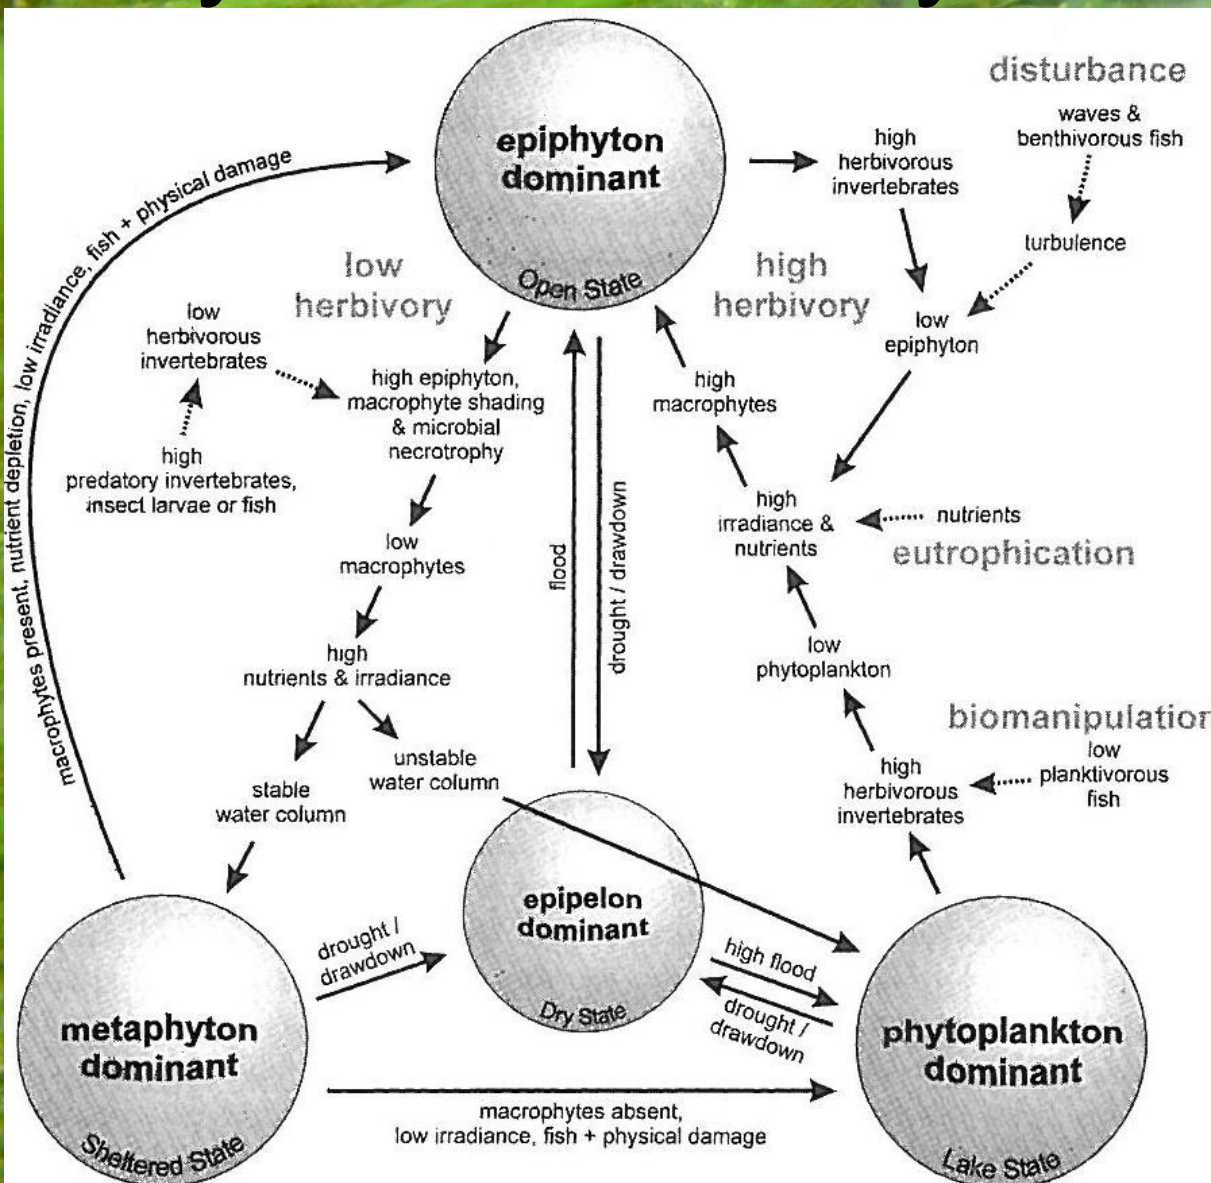 disturbance
waves &
benthivorous fish
turbulence
epiphyton
dominant
Open State
high
herbivorous
invertebrates
low
epiphyton
low
herbivory
high
herbivory
macrophytes present, nutrient depletion, low irradiance, fish + physical damage
low
herbivorous
invertebrates
high
predatory invertebrates,
insect larvae or fish
high epiphyton,
macrophyte shading
& microbial
necrotrophy
low
macrophytes
high
nutrients & irradiance
stable
water column
unstable
water column
flood
drought / drawdown
high
macrophytes
high
irradiance &
nutrients
nutrients
eutrophication
low
phytoplankton
biomanipulation
low
planktivorous
fish
high
herbivorous
invertebrates
epipelon
dominant
Dry State
drought /
drawdown
high flood
drought /
drawdown
metaphyton
dominant
Sheltered State
phytoplankton
dominant
Lake State
macrophytes absent,
low irradiance, fish + physical damage